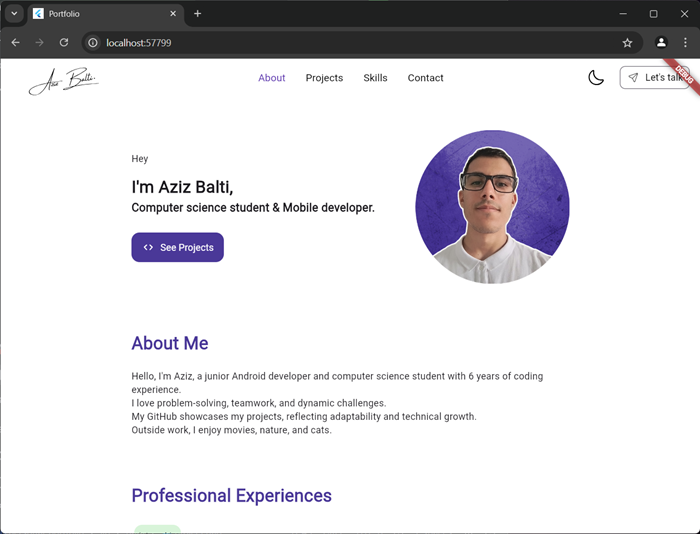 Portfolio
localhost:57799
Aziz Balti.
About
Projects
Skills
Contact
Let's talk
DEBUG
Hey
I'm Aziz Balti,
Computer science student & Mobile developer.
See Projects
About Me
Hello, I'm Aziz, a junior Android developer and computer science student with 6 years of coding
experience.
I love problem-solving, teamwork, and dynamic challenges.
My GitHub showcases my projects, reflecting adaptability and technical growth.
Outside work, I enjoy movies, nature, and cats.
Professional Experiences